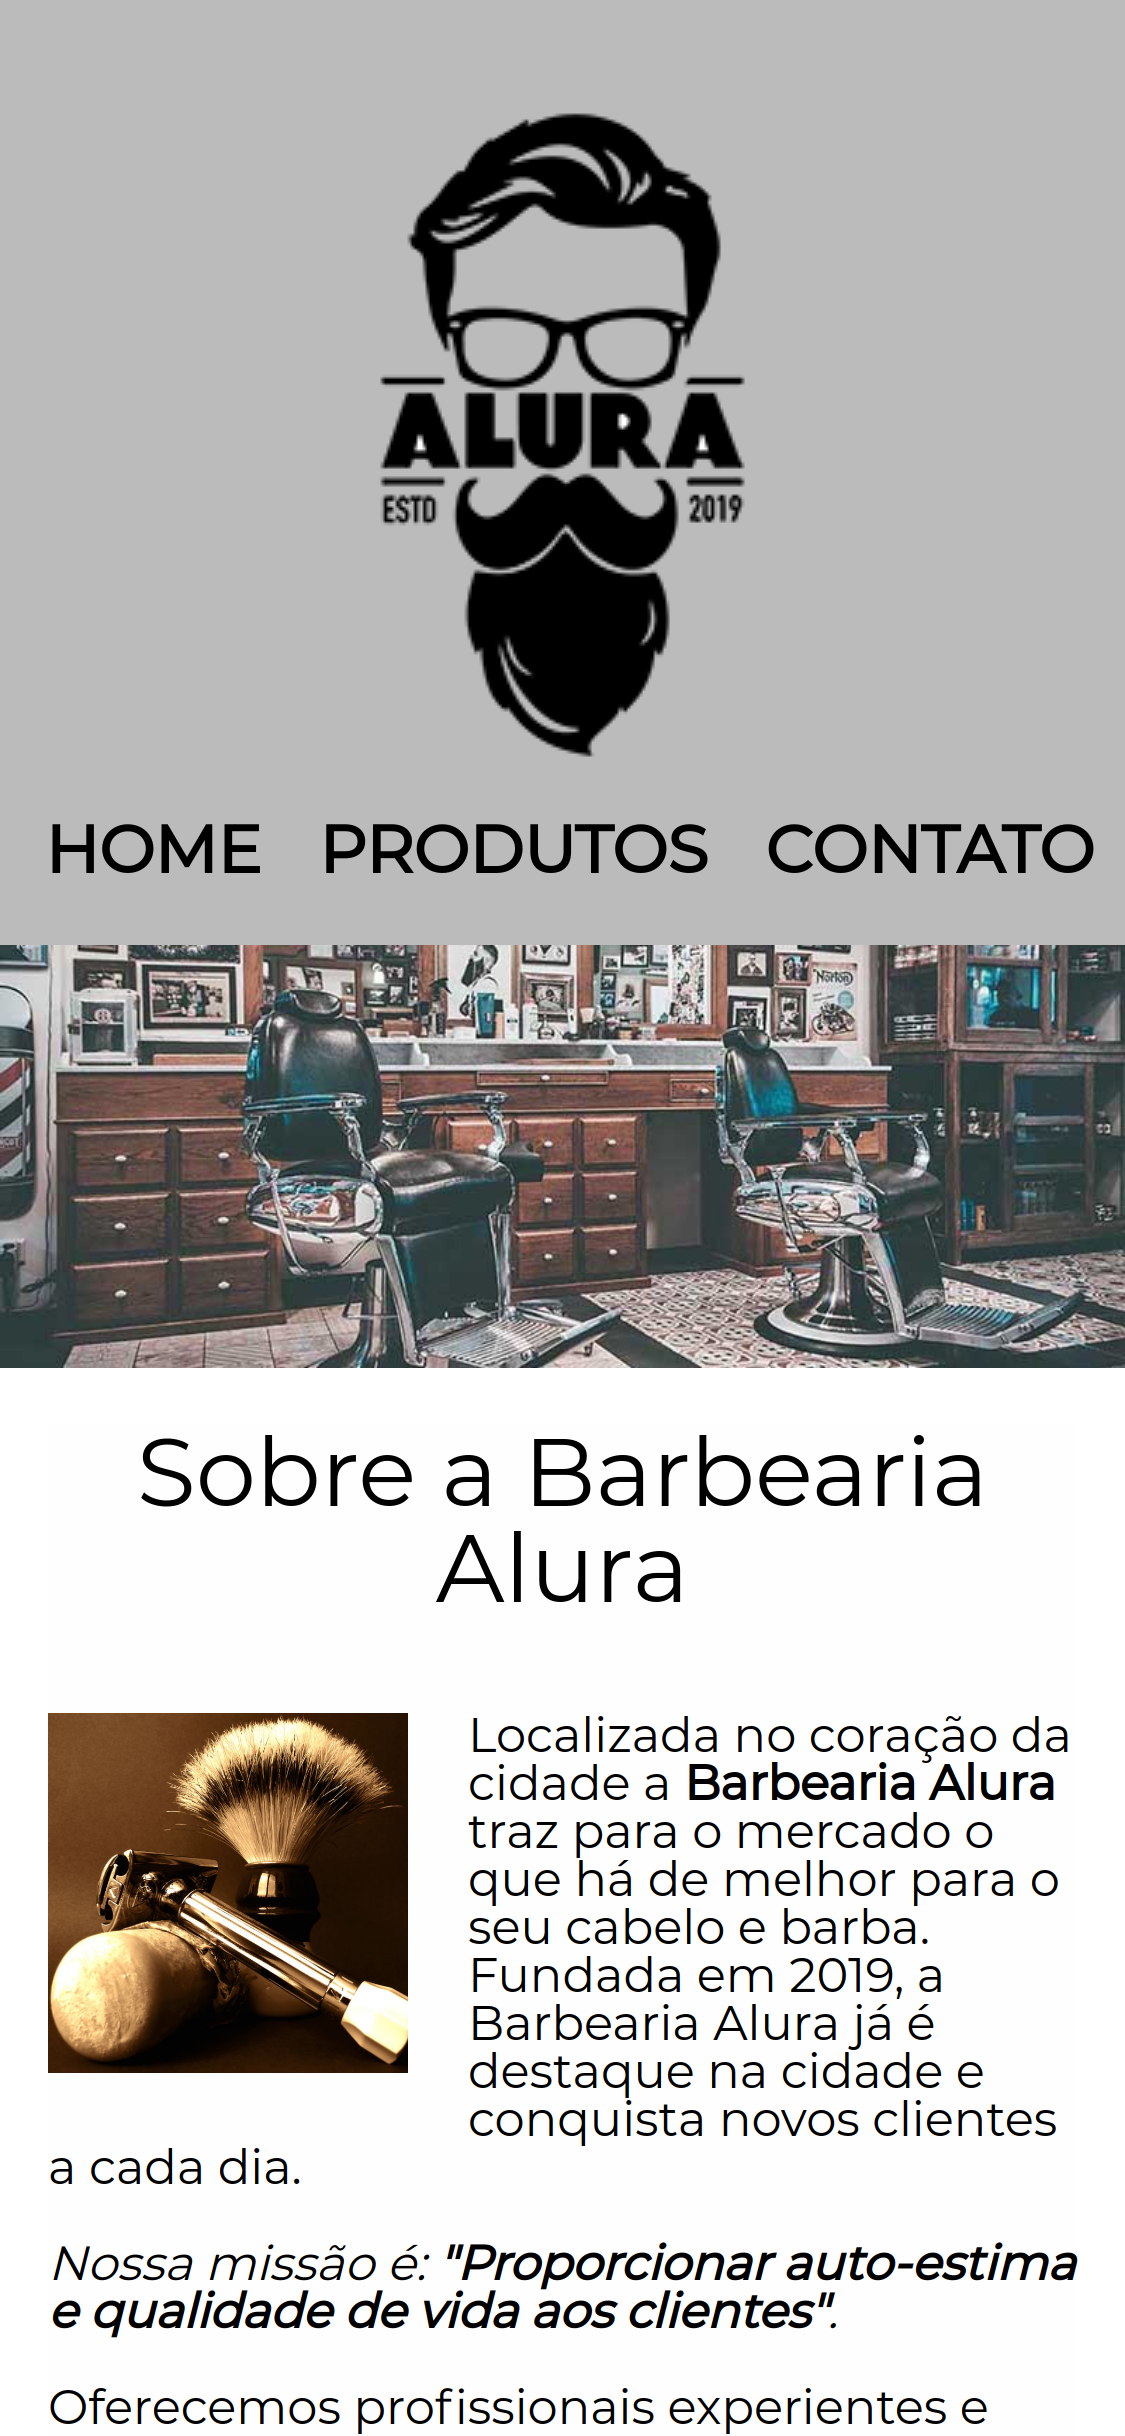 ALURA
ESTD 2019
HOME PRODUTOS CONTATO
Norton
Sobre a Barbearia
Alura
Localizada no coração da
cidade a Barbearia Alura
traz para o mercado o
que há de melhor para o
seu cabelo e barba.
Fundada em 2019, a
Barbearia Alura já é
destaque na cidade e
conquista novos clientes
a cada dia.
Nossa missão é: "Proporcionar auto-estima
e qualidade de vida aos clientes".
Oferecemos profissionais experientes e